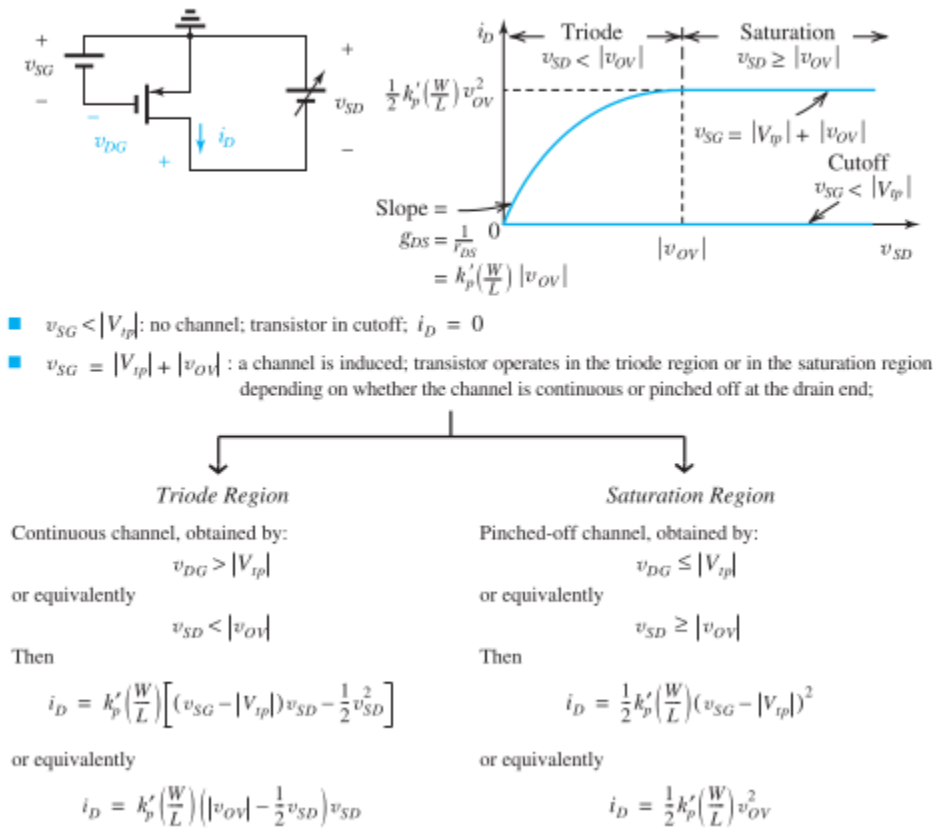 +
v_SG
−
−
v_DG
+
i_D
+
v_SD
−
i_D
Triode
v_SD < |v_OV|
Saturation
v_SD ≥ |v_OV|
½ k′_p (W/L) v²_OV
v_SG = |V_tp| + |v_OV|
Cutoff
v_SG < |V_tp|
Slope =
g_DS = 1/r_DS
= k′_p (W/L) |v_OV|
0
|v_OV|
v_SD
■ v_SG < |V_tp|: no channel; transistor in cutoff; i_D = 0
■ v_SG = |V_tp| + |v_OV| : a channel is induced; transistor operates in the triode region or in the saturation region
depending on whether the channel is continuous or pinched off at the drain end;
Triode Region
Continuous channel, obtained by:
v_DG > |V_tp|
or equivalently
v_SD < |v_OV|
Then
i_D = k′_p (W/L) [(v_SG − |V_tp|) v_SD − ½ v²_SD]
or equivalently
i_D = k′_p (W/L) (|v_OV| − ½ v_SD) v_SD
Saturation Region
Pinched-off channel, obtained by:
v_DG ≤ |V_tp|
or equivalently
v_SD ≥ |v_OV|
Then
i_D = ½ k′_p (W/L) (v_SG − |V_tp|)²
or equivalently
i_D = ½ k′_p (W/L) v²_OV